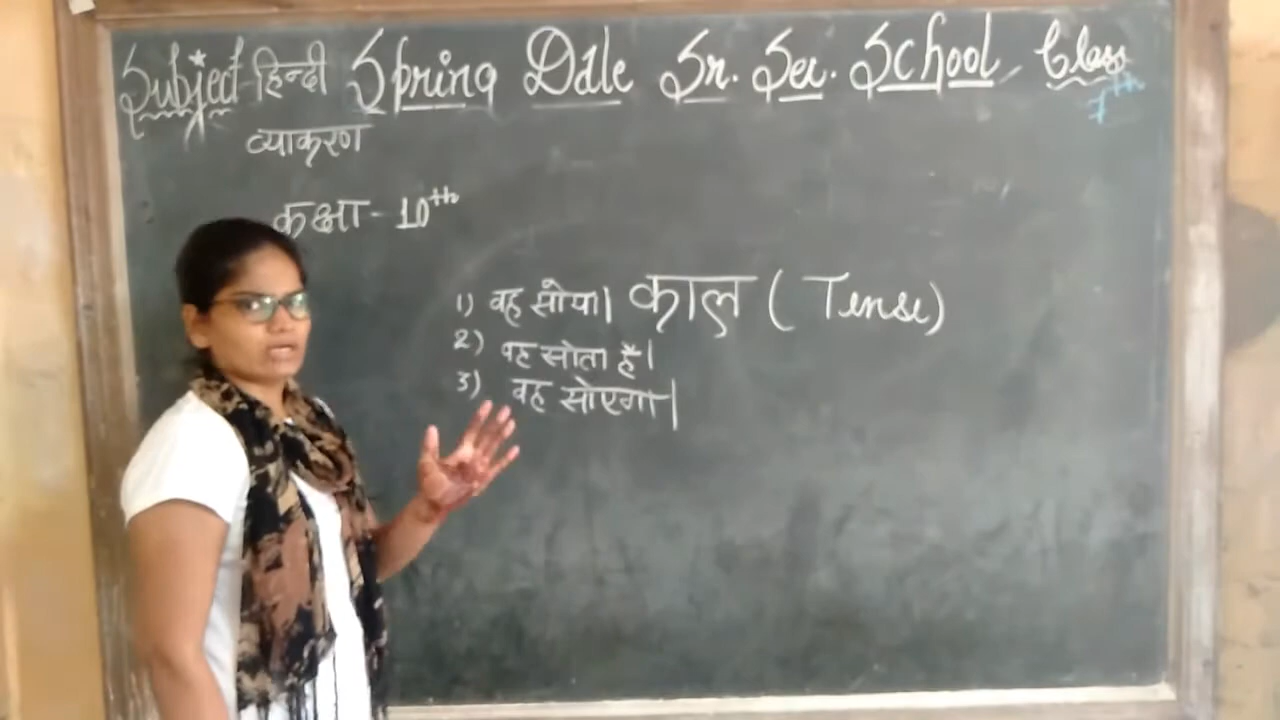 Subject हिन्दी Spring Dale Sr. Sec. School Class
व्याकरण
कक्षा - 10th
काल ( Tense)
1) वह सोया।
2) वह सोता है।
3) वह सोएगा।